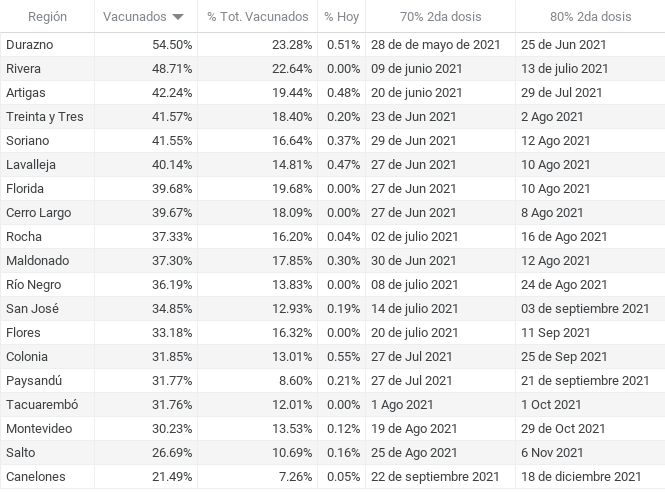 Región Vacunados % Tot. Vacunados % Hoy 70% 2da dosis 80% 2da dosis
Durazno 54.50% 23.28% 0.51% 28 de de mayo de 2021 25 de Jun 2021
Rivera 48.71% 22.64% 0.00% 09 de junio 2021 13 de julio 2021
Artigas 42.24% 19.44% 0.48% 20 de junio 2021 29 de Jul 2021
Treinta y Tres 41.57% 18.40% 0.20% 23 de Jun 2021 2 Ago 2021
Soriano 41.55% 16.64% 0.37% 29 de Jun 2021 12 Ago 2021
Lavalleja 40.14% 14.81% 0.47% 27 de Jun 2021 10 Ago 2021
Florida 39.68% 19.68% 0.00% 27 de Jun 2021 10 Ago 2021
Cerro Largo 39.67% 18.09% 0.00% 27 de Jun 2021 8 Ago 2021
Rocha 37.33% 16.20% 0.04% 02 de julio 2021 16 de Ago 2021
Maldonado 37.30% 17.85% 0.30% 30 de Jun 2021 12 Ago 2021
Río Negro 36.19% 13.83% 0.00% 08 de julio 2021 24 de Ago 2021
San José 34.85% 12.93% 0.19% 14 de julio 2021 03 de septiembre 2021
Flores 33.18% 16.32% 0.00% 20 de julio 2021 11 Sep 2021
Colonia 31.85% 13.01% 0.55% 27 de Jul 2021 25 de Sep 2021
Paysandú 31.77% 8.60% 0.21% 27 de Jul 2021 21 de septiembre 2021
Tacuarembó 31.76% 12.01% 0.00% 1 Ago 2021 1 Oct 2021
Montevideo 30.23% 13.53% 0.12% 19 de Ago 2021 29 de Oct 2021
Salto 26.69% 10.69% 0.16% 25 de Ago 2021 6 Nov 2021
Canelones 21.49% 7.26% 0.05% 22 de septiembre 2021 18 de diciembre 2021